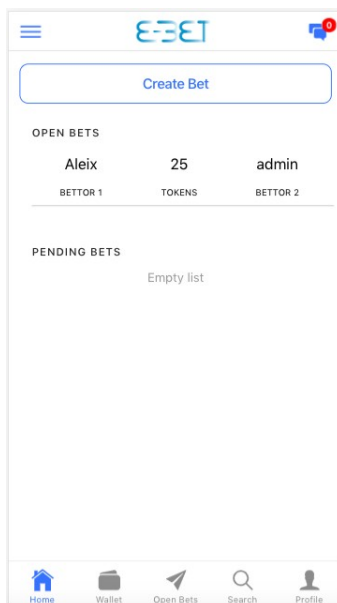 E-BET
0
Create Bet
OPEN BETS
Aleix 25 admin
BETTOR 1 TOKENS BETTOR 2
PENDING BETS
Empty list
Home Wallet Open Bets Search Profile